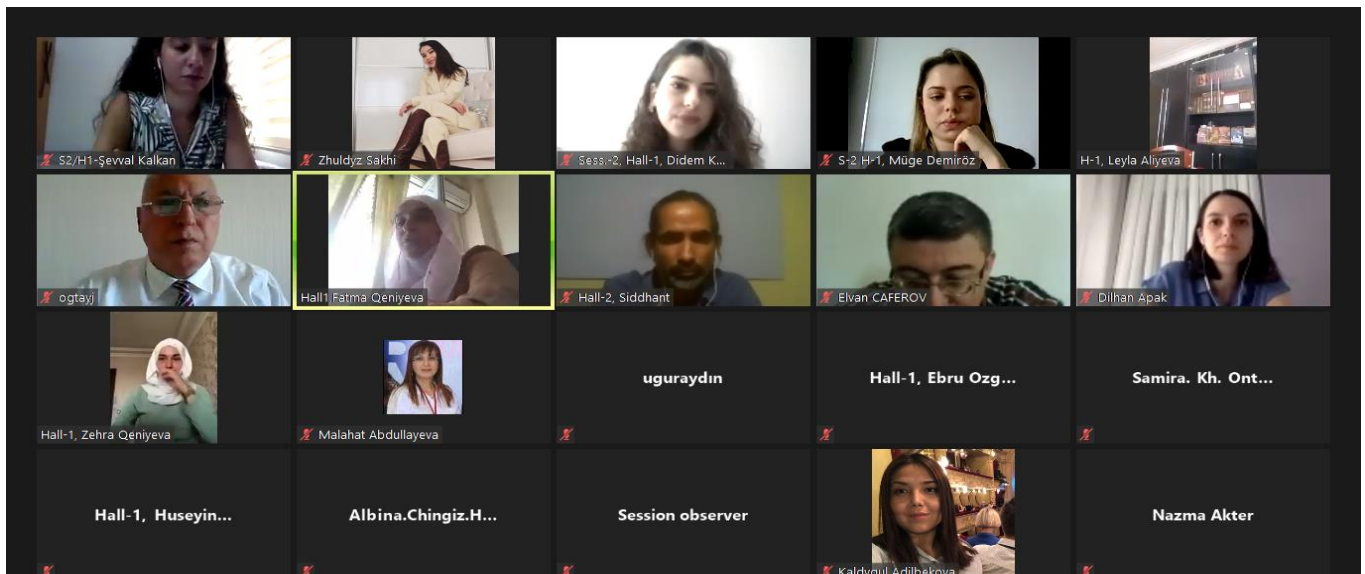 S2/H1-Şevval Kalkan
Zhuldyz Sakhi
Sess.-2, Hall-1, Didem K...
S-2 H-1, Müge Demiröz
H-1, Leyla Aliyeva
ogtayj
Hall1 Fatma Qeniyeva
Hall-2, Siddhant
Elvan CAFEROV
Dilhan Apak
Hall-1, Zehra Qeniyeva
Malahat Abdullayeva
uguraydın
Hall-1, Ebru Ozg...
Samira. Kh. Ont...
Hall-1, Huseyin...
Albina.Chingiz.H...
Session observer
Kaldygul Adilbekova
Nazma Akter